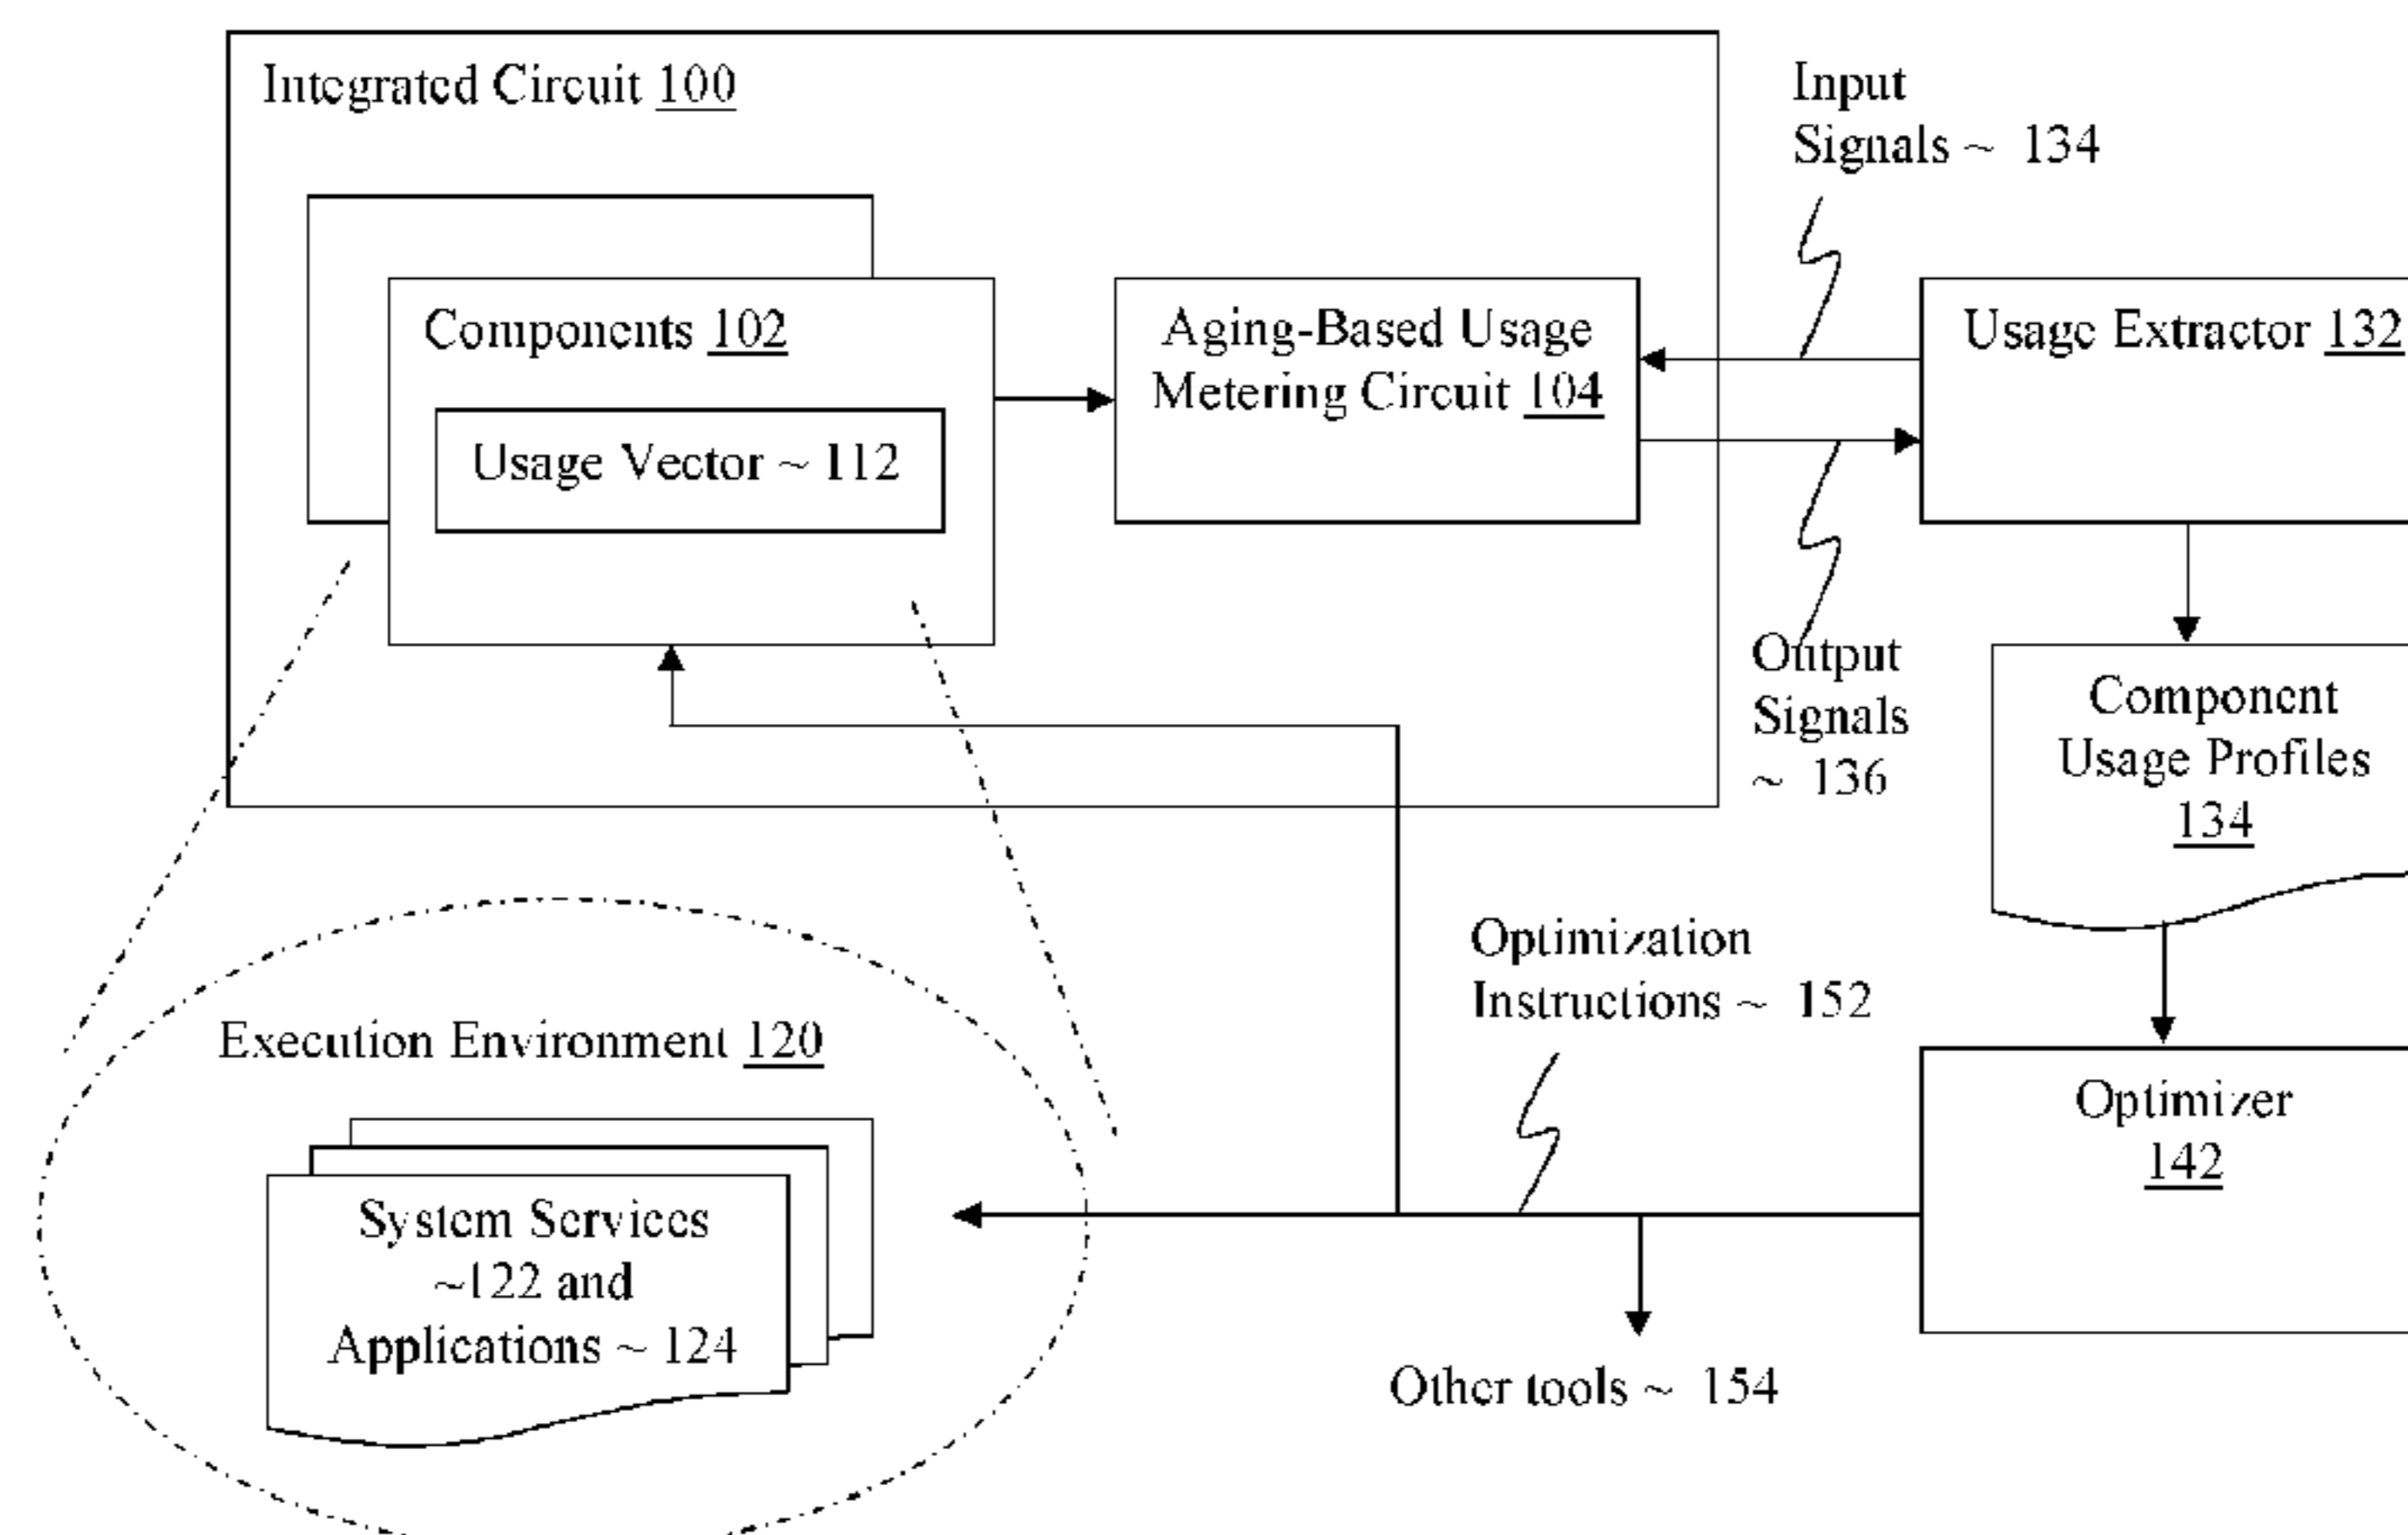 Integrated Circuit 100
Input
Signals ~ 134
Components 102
Usage Vector ~ 112
Aging-Based Usage
Metering Circuit 104
Usage Extractor 132
Output
Signals
~ 136
Component
Usage Profiles
134
Optimization
Instructions ~ 152
Execution Environment 120
System Services
~122 and
Applications ~ 124
Optimizer
142
Other tools ~ 154